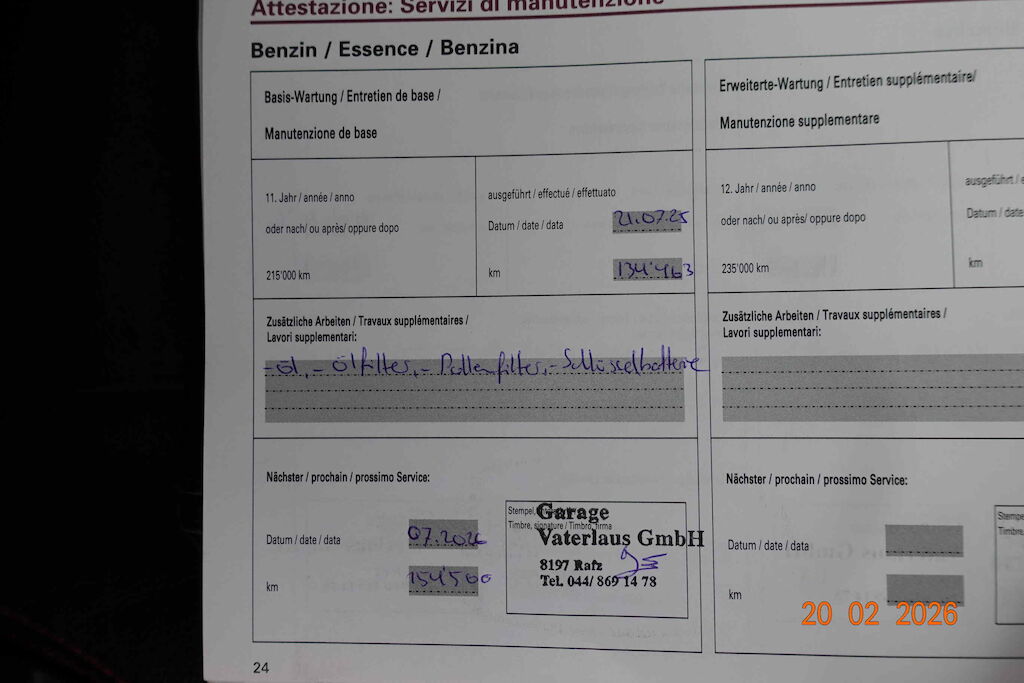 Attestazione: Servizi di manutenzione
Benzin / Essence / Benzina
Basis-Wartung / Entretien de base /
Manutenzione de base
11. Jahr / année / anno
oder nach/ ou après/ oppure dopo
215'000 km
ausgeführt / effectué / effettuato
Datum / date / data 21.07.25
km 134'463
Zusätzliche Arbeiten / Travaux supplémentaires /
Lavori supplementari:
-Öl, - Ölfilter, - Pollenfilter, - Schlüsselbatterie
Nächster / prochain / prossimo Service:
Datum / date / data 07.2026
km 154'500
Stempel,
Timbre, signature / Timbro, firma
Garage
Vaterlaus GmbH
8197 Rafz
Tel. 044/ 869 14 78
Erweiterte-Wartung / Entretien supplémentaire/
Manutenzione supplementare
12. Jahr / année / anno
oder nach/ ou après/ oppure dopo
235'000 km
ausgeführt /
Datum / date
km
Zusätzliche Arbeiten / Travaux supplémentaires /
Lavori supplementari:
Nächster / prochain / prossimo Service:
Datum / date / data
km
Timbre,
24
20 02 2026